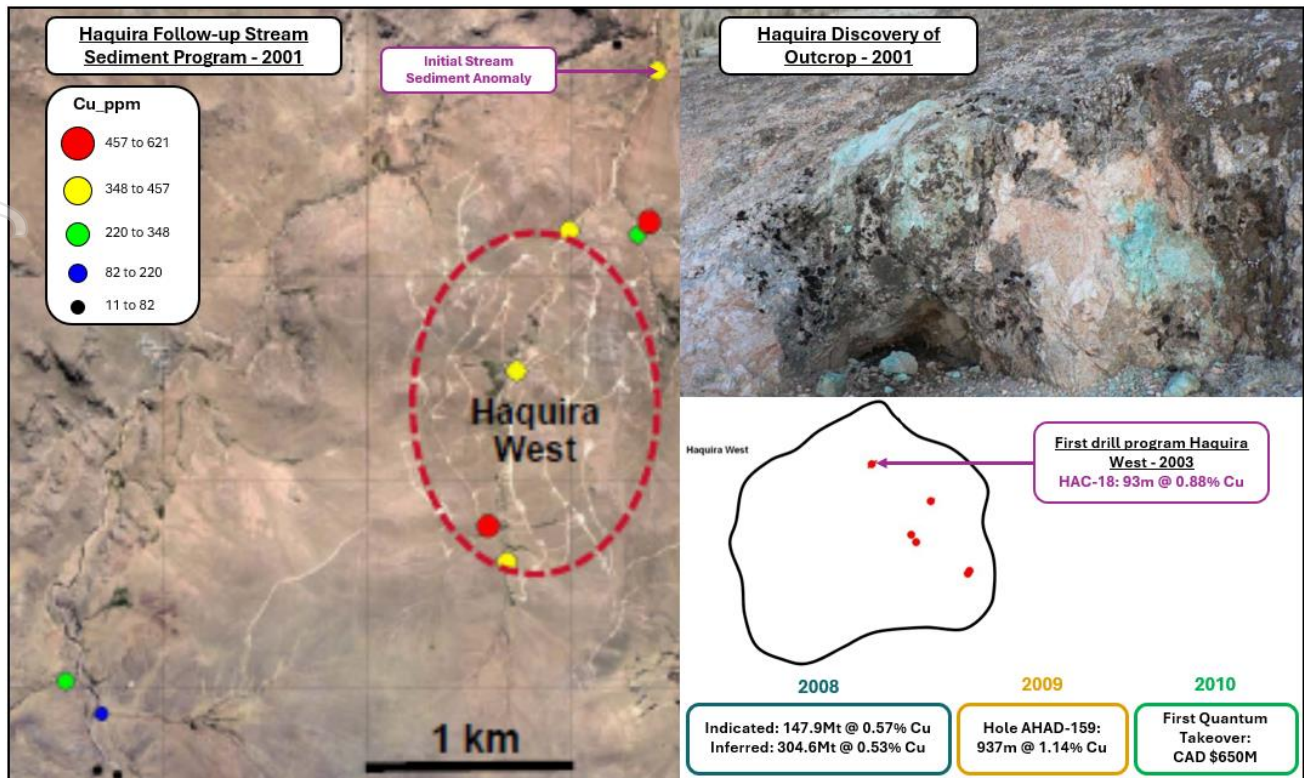 Haquira Follow-up Stream
Sediment Program - 2001
Initial Stream
Sediment Anomaly
Cu_ppm
457 to 621
348 to 457
220 to 348
82 to 220
11 to 82
Haquira
West
1 km
Haquira Discovery of
Outcrop - 2001
Haquira West
First drill program Haquira
West - 2003
HAC-18: 93m @ 0.88% Cu
2008
Indicated: 147.9Mt @ 0.57% Cu
Inferred: 304.6Mt @ 0.53% Cu
2009
Hole AHAD-159:
937m @ 1.14% Cu
2010
First Quantum
Takeover:
CAD $650M